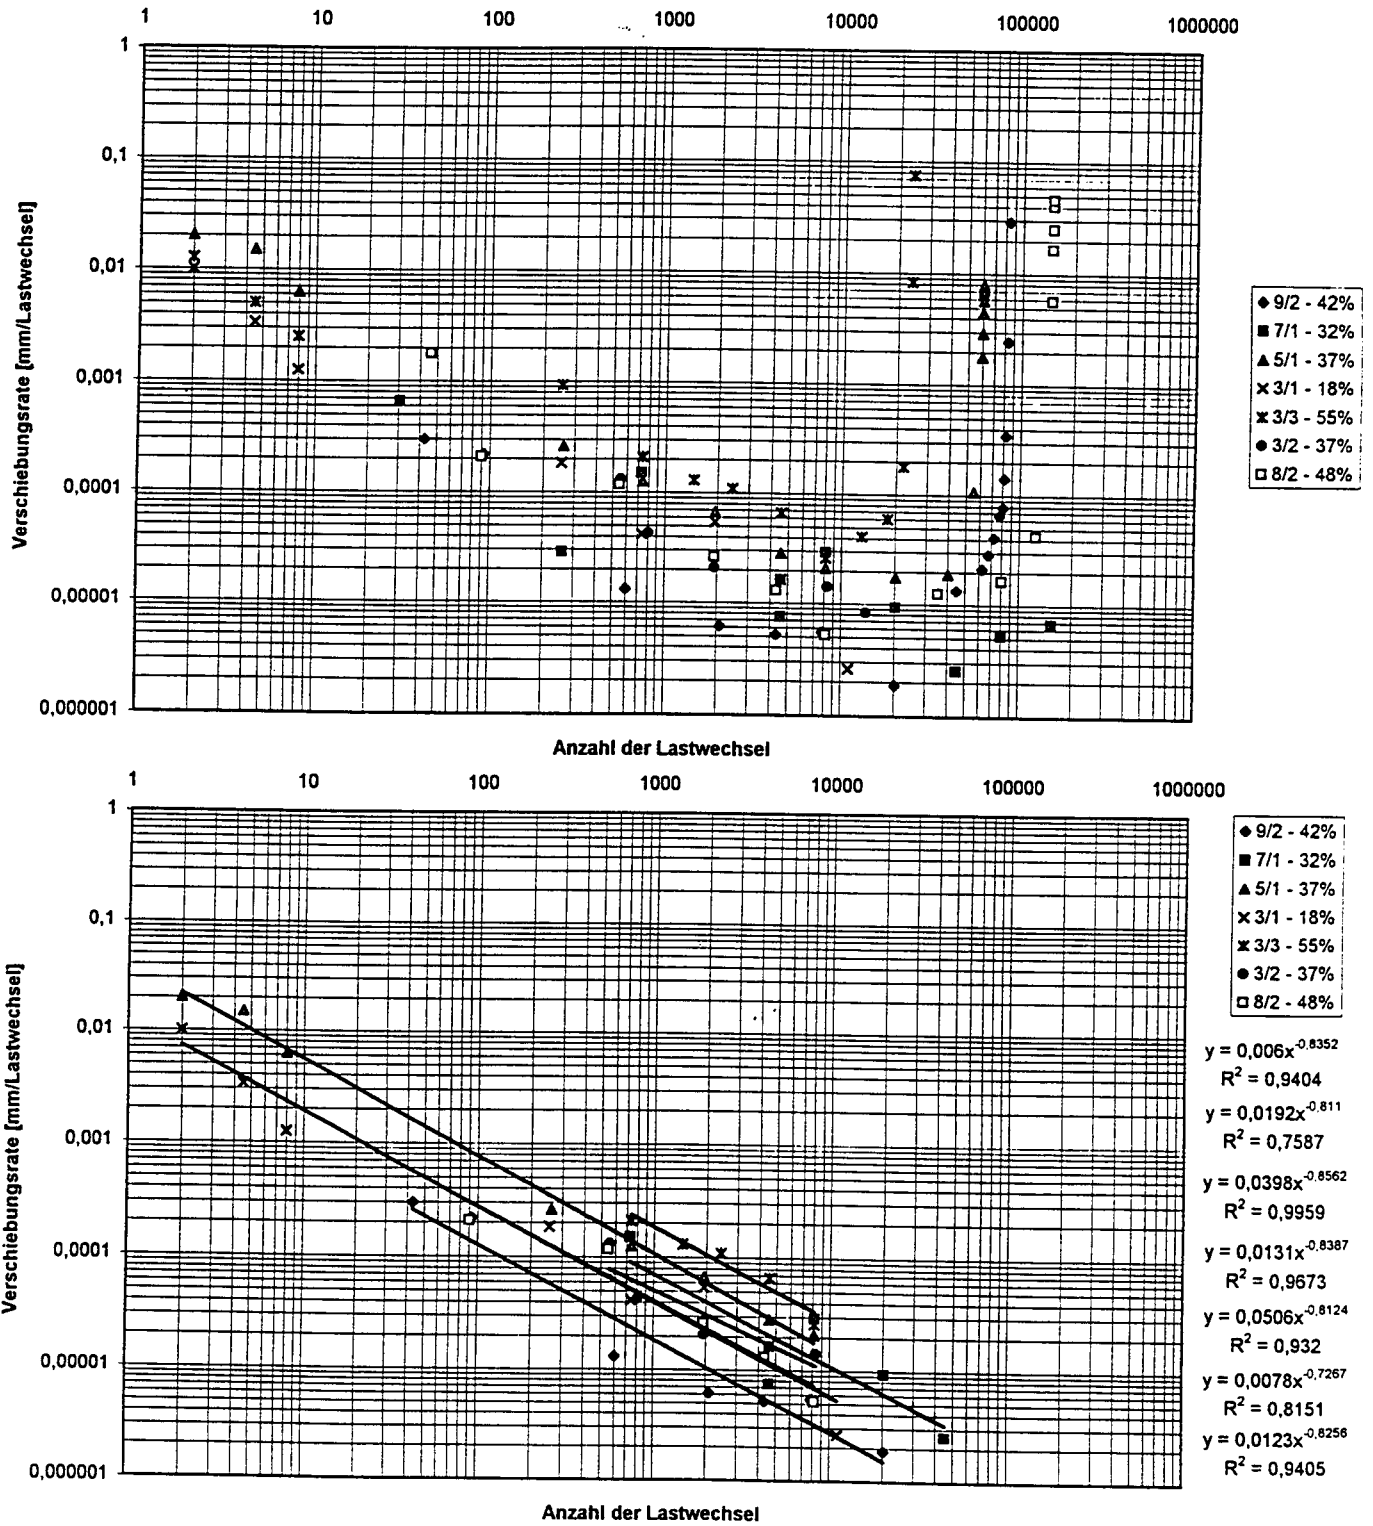 1 10 100 1000 10000 100000 1000000
1
0,1
0,01
0,001
0,0001
0,00001
0,000001
Verschiebungsrate [mm/Lastwechsel]
Anzahl der Lastwechsel
9/2 - 42%
7/1 - 32%
5/1 - 37%
3/1 - 18%
3/3 - 55%
3/2 - 37%
8/2 - 48%
1 10 100 1000 10000 100000 1000000
1
0,1
0,01
0,001
0,0001
0,00001
0,000001
Verschiebungsrate [mm/Lastwechsel]
Anzahl der Lastwechsel
9/2 - 42%
7/1 - 32%
5/1 - 37%
3/1 - 18%
3/3 - 55%
3/2 - 37%
8/2 - 48%
y = 0,006x^-0,8352
R² = 0,9404
y = 0,0192x^-0,811
R² = 0,7587
y = 0,0398x^-0,8562
R² = 0,9959
y = 0,0131x^-0,8387
R² = 0,9673
y = 0,0506x^-0,8124
R² = 0,932
y = 0,0078x^-0,7267
R² = 0,8151
y = 0,0123x^-0,8256
R² = 0,9405